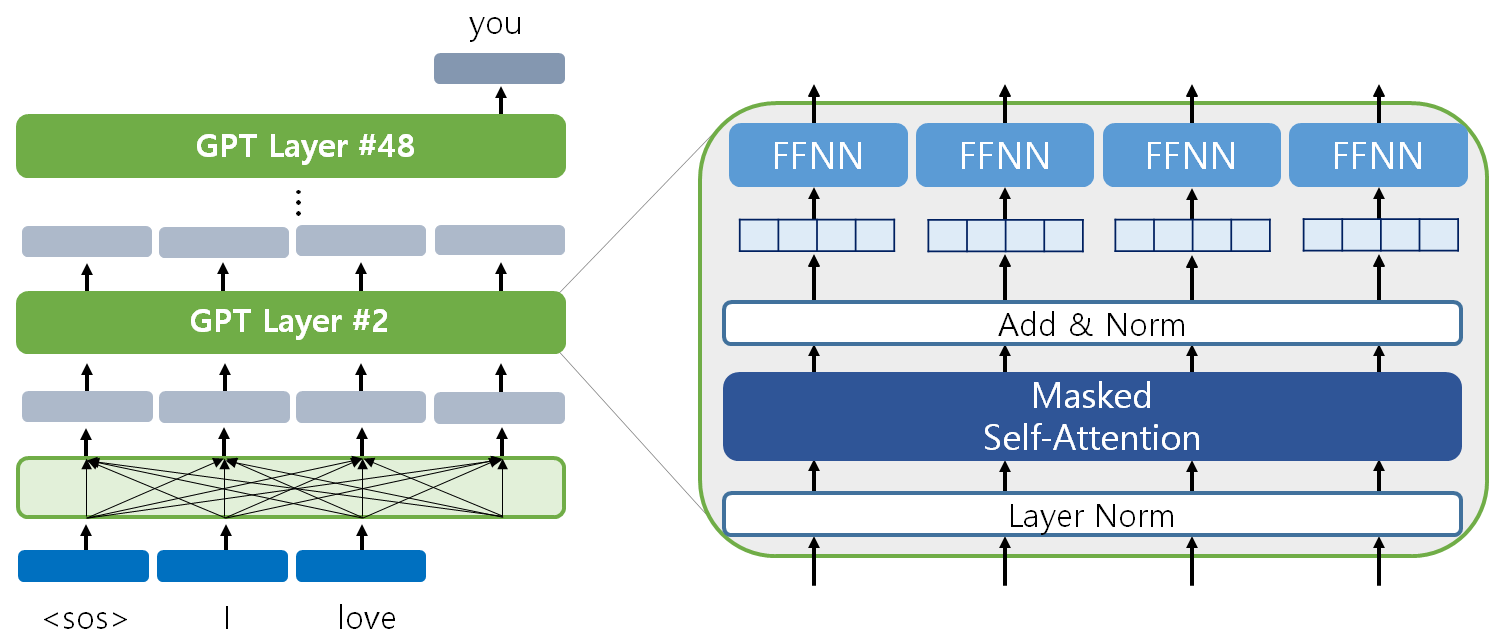 you
GPT Layer #48
GPT Layer #2
<sos> I love
FFNN FFNN FFNN FFNN
Add & Norm
Masked
Self-Attention
Layer Norm